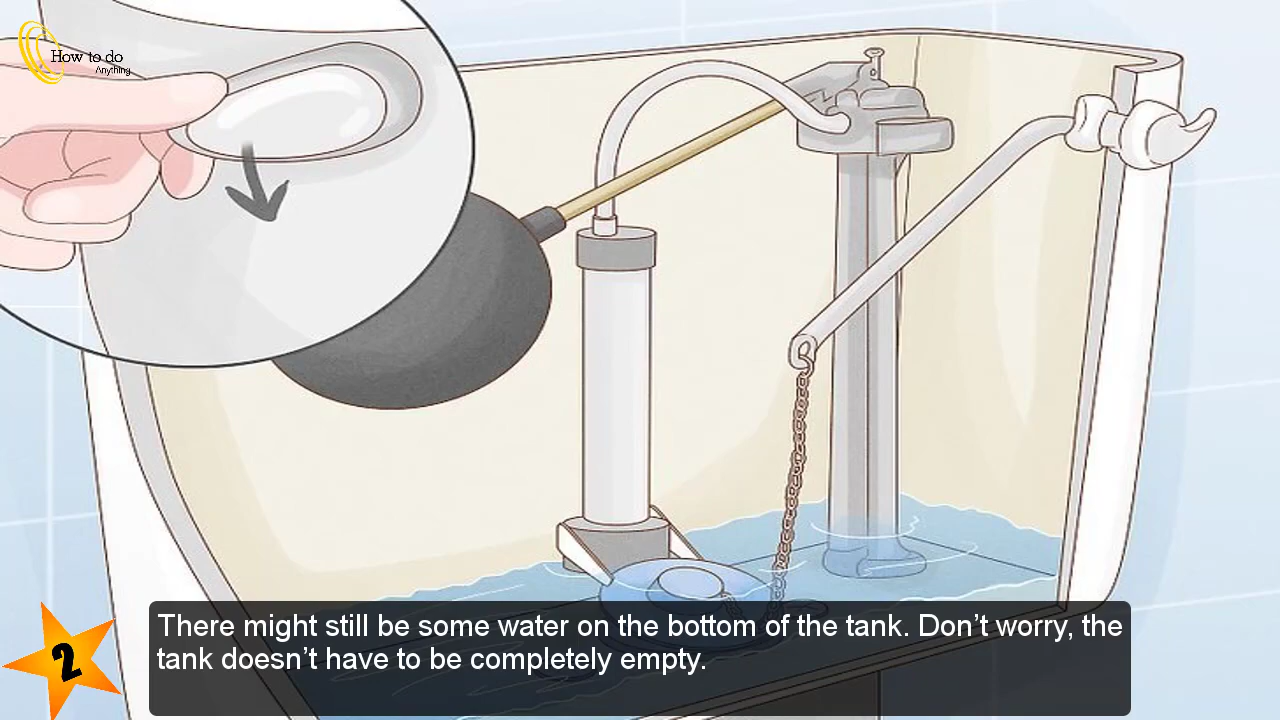 How to do
Anything
2
There might still be some water on the bottom of the tank. Don’t worry, the
tank doesn’t have to be completely empty.